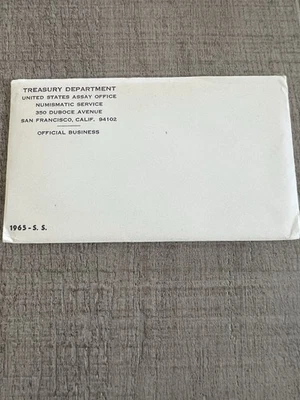 TREASURY DEPARTMENT
UNITED STATES ASSAY OFFICE
NUMISMATIC SERVICE
350 DUBOCE AVENUE
SAN FRANCISCO, CALIF. 94102
OFFICIAL BUSINESS
1965 - S. S.